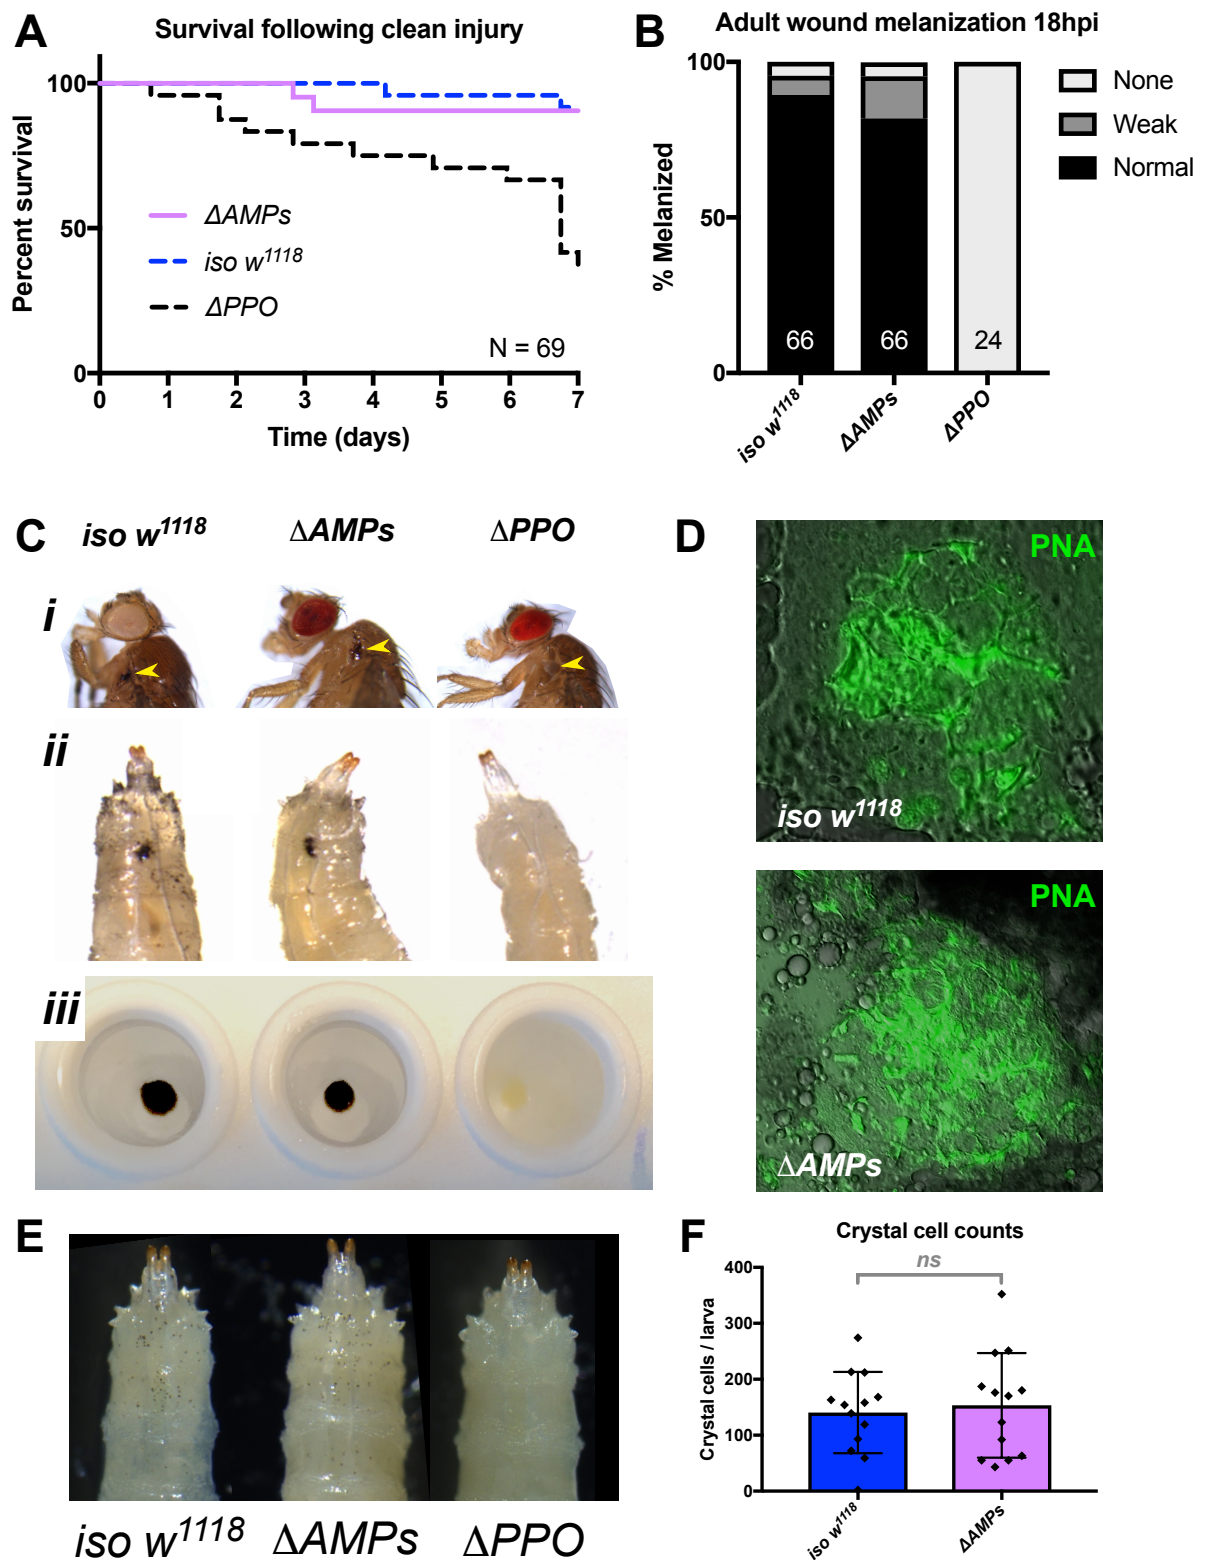 A
Survival following clean injury
Percent survival
100
50
0
ΔAMPs
iso w1118
ΔPPO
N = 69
0 1 2 3 4 5 6 7
Time (days)
B
Adult wound melanization 18hpi
% Melanized
100
50
0
66 66 24
iso w1118 ΔAMPs ΔPPO
None
Weak
Normal
C
iso w1118 ΔAMPs ΔPPO
i
ii
iii
D
PNA
iso w1118
PNA
ΔAMPs
E
iso w1118 ΔAMPs ΔPPO
F
Crystal cell counts
ns
Crystal cells / larva
400
300
200
100
0
iso w1118 ΔAMPs